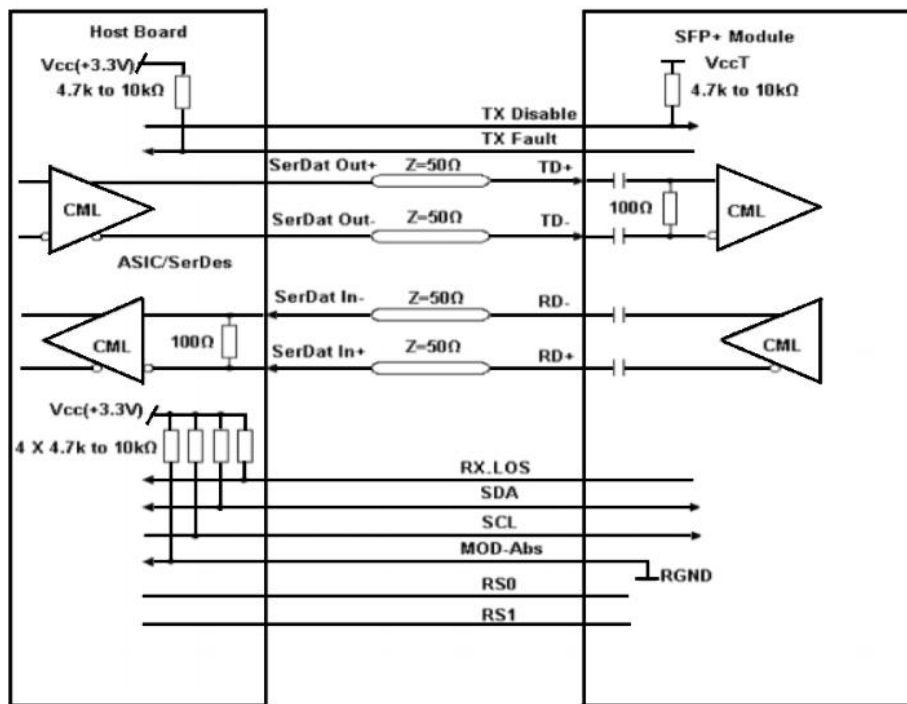 Host Board
SFP+ Module
Vcc(+3.3V)
4.7k to 10kΩ
VccT
4.7k to 10kΩ
TX Disable
TX Fault
SerDat Out+
Z=50Ω
TD+
CML
100Ω
CML
SerDat Out-
Z=50Ω
TD-
ASIC/SerDes
SerDat In-
Z=50Ω
RD-
CML
100Ω
CML
SerDat In+
Z=50Ω
RD+
Vcc(+3.3V)
4 X 4.7k to 10kΩ
RX.LOS
SDA
SCL
MOD-Abs
RGND
RS0
RS1